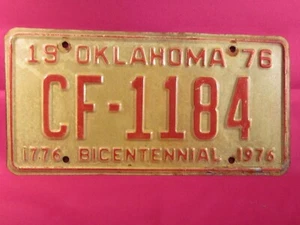 19 OKLAHOMA 76
CF-1184
1776 BICENTENNIAL 1976